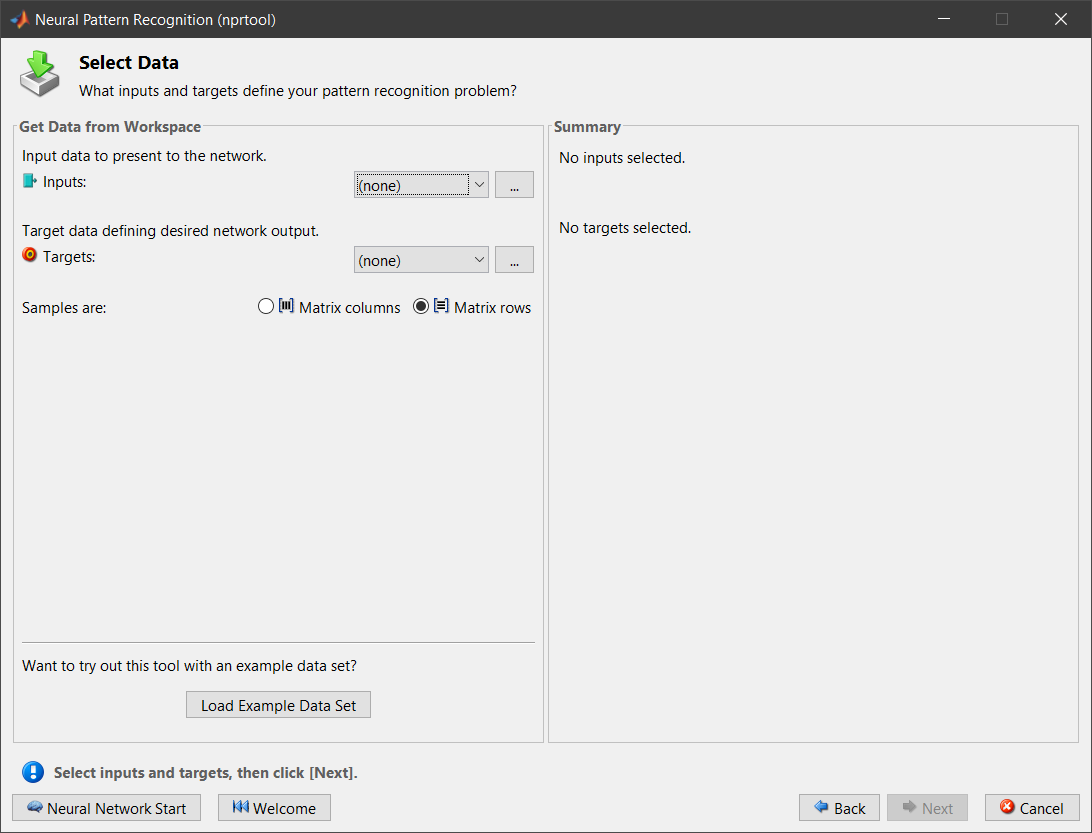 Neural Pattern Recognition (nprtool)
Select Data
What inputs and targets define your pattern recognition problem?
Get Data from Workspace
Input data to present to the network.
Inputs:
(none)
...
Target data defining desired network output.
Targets:
(none)
...
Samples are:
Matrix columns
Matrix rows
Want to try out this tool with an example data set?
Load Example Data Set
Summary
No inputs selected.
No targets selected.
Select inputs and targets, then click [Next].
Neural Network Start
Welcome
Back
Next
Cancel